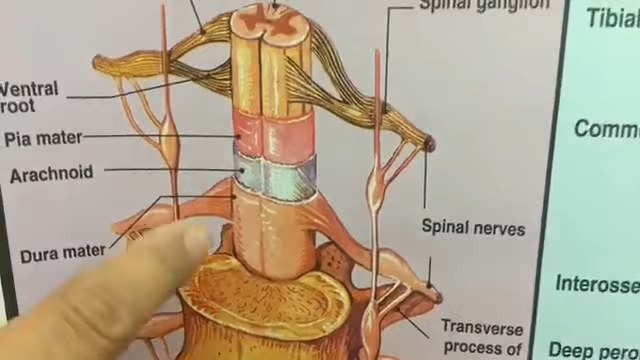 Spinal ganglion
Tibial
Ventral
root
Pia mater
Comm
Arachnoid
Spinal nerves
Dura mater
Interosse
Transverse
process of
Deep pero